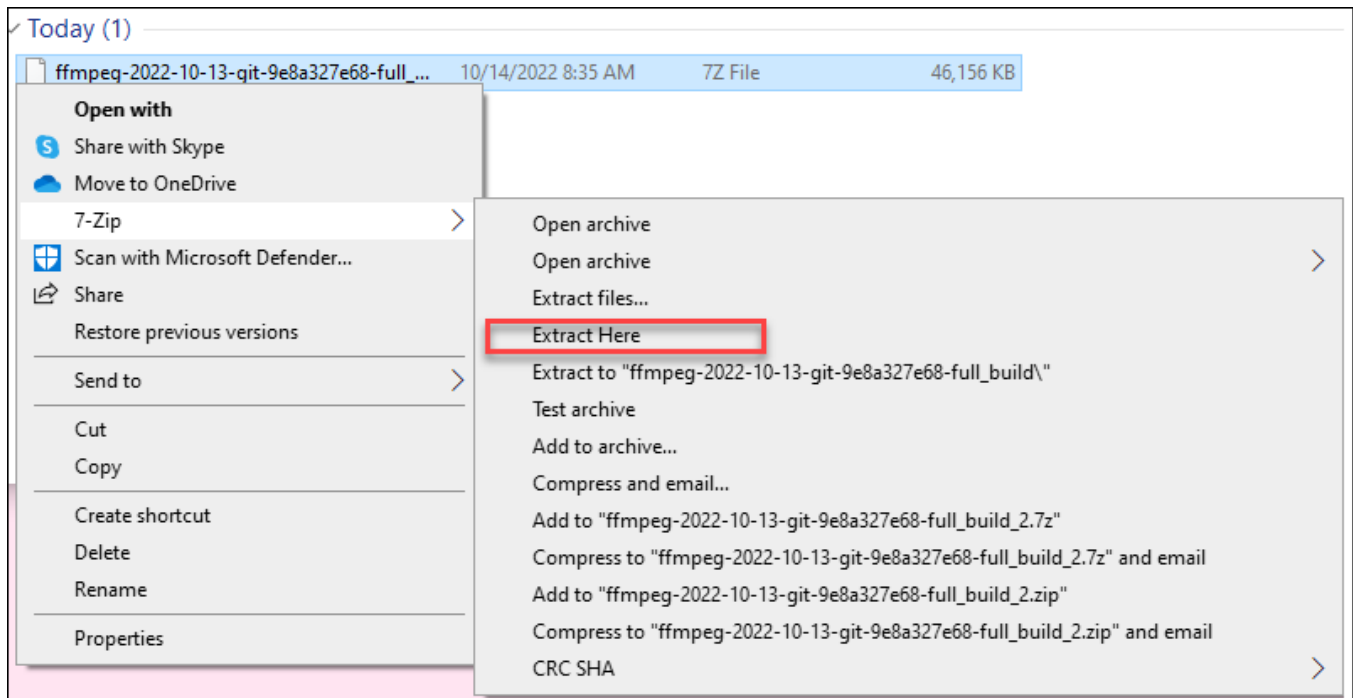 Today (1)
ffmpeg-2022-10-13-git-9e8a327e68-full_... 10/14/2022 8:35 AM 7Z File 46,156 KB
Open with
Share with Skype
Move to OneDrive
7-Zip
Scan with Microsoft Defender...
Share
Restore previous versions
Send to
Cut
Copy
Create shortcut
Delete
Rename
Properties
Open archive
Open archive
Extract files...
Extract Here
Extract to "ffmpeg-2022-10-13-git-9e8a327e68-full_build\"
Test archive
Add to archive...
Compress and email...
Add to "ffmpeg-2022-10-13-git-9e8a327e68-full_build_2.7z"
Compress to "ffmpeg-2022-10-13-git-9e8a327e68-full_build_2.7z" and email
Add to "ffmpeg-2022-10-13-git-9e8a327e68-full_build_2.zip"
Compress to "ffmpeg-2022-10-13-git-9e8a327e68-full_build_2.zip" and email
CRC SHA